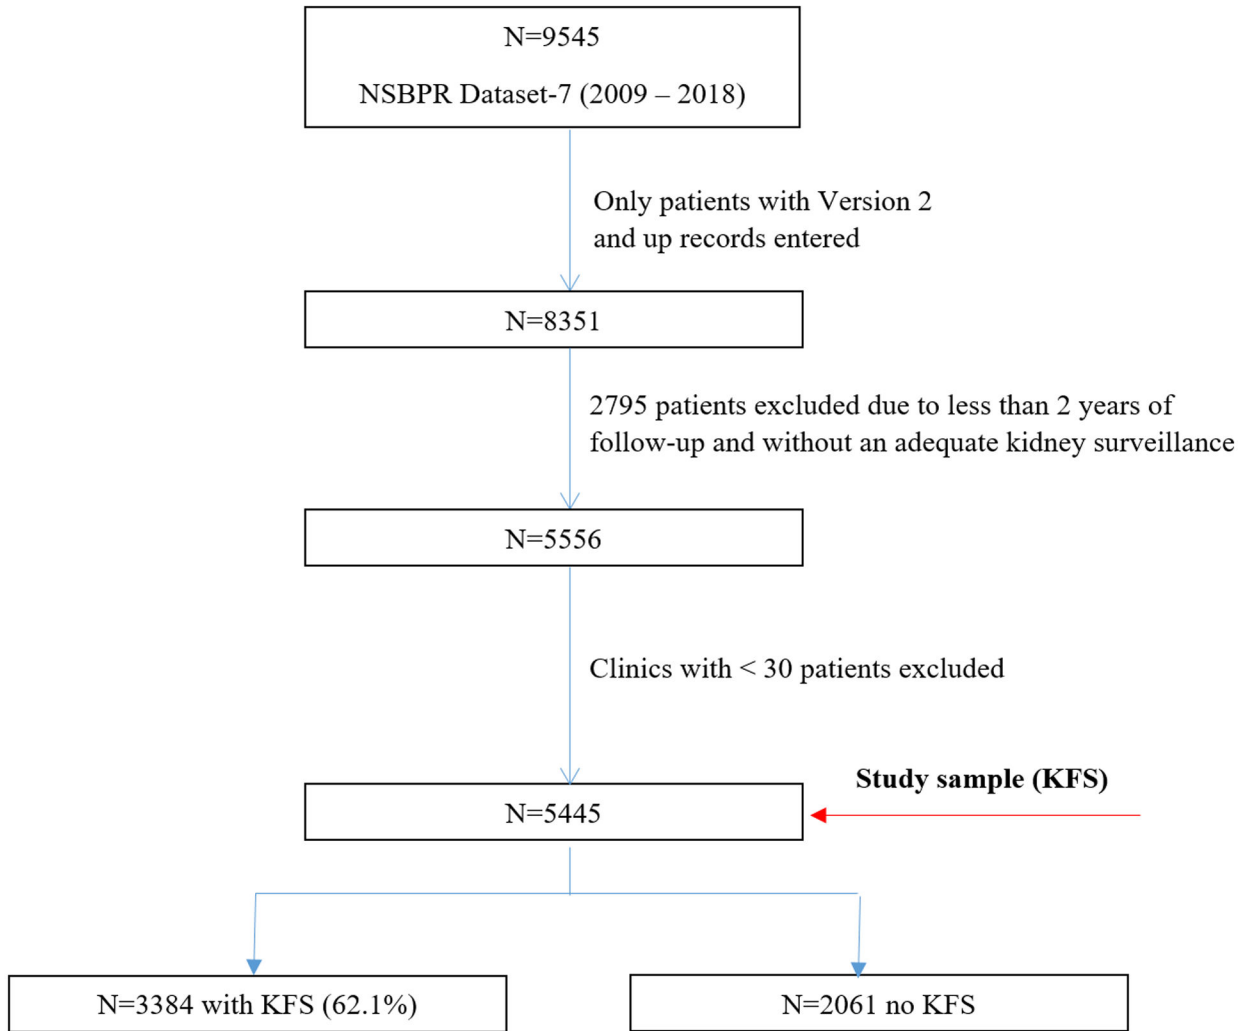 N=9545
NSBPR Dataset-7 (2009 – 2018)
Only patients with Version 2
and up records entered
N=8351
2795 patients excluded due to less than 2 years of
follow-up and without an adequate kidney surveillance
N=5556
Clinics with < 30 patients excluded
Study sample (KFS)
N=5445
N=3384 with KFS (62.1%)
N=2061 no KFS